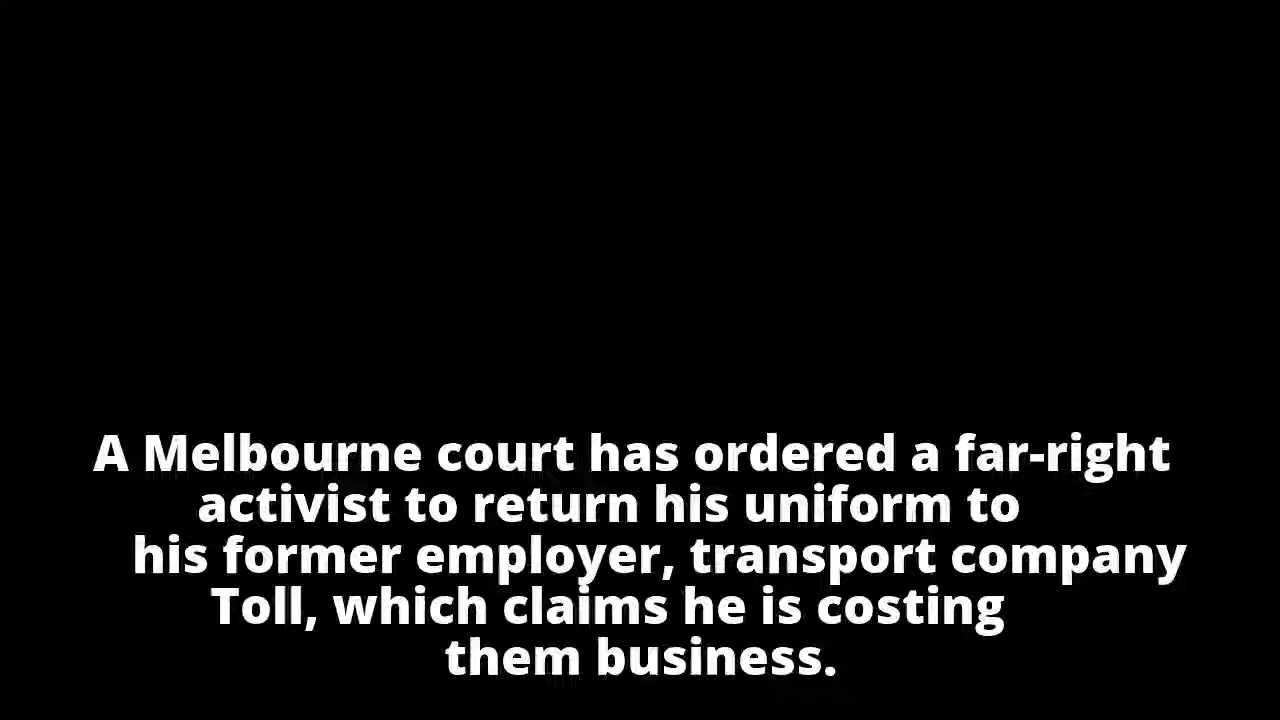 A Melbourne court has ordered a far-right
activist to return his uniform to
his former employer, transport company
Toll, which claims he is costing
them business.